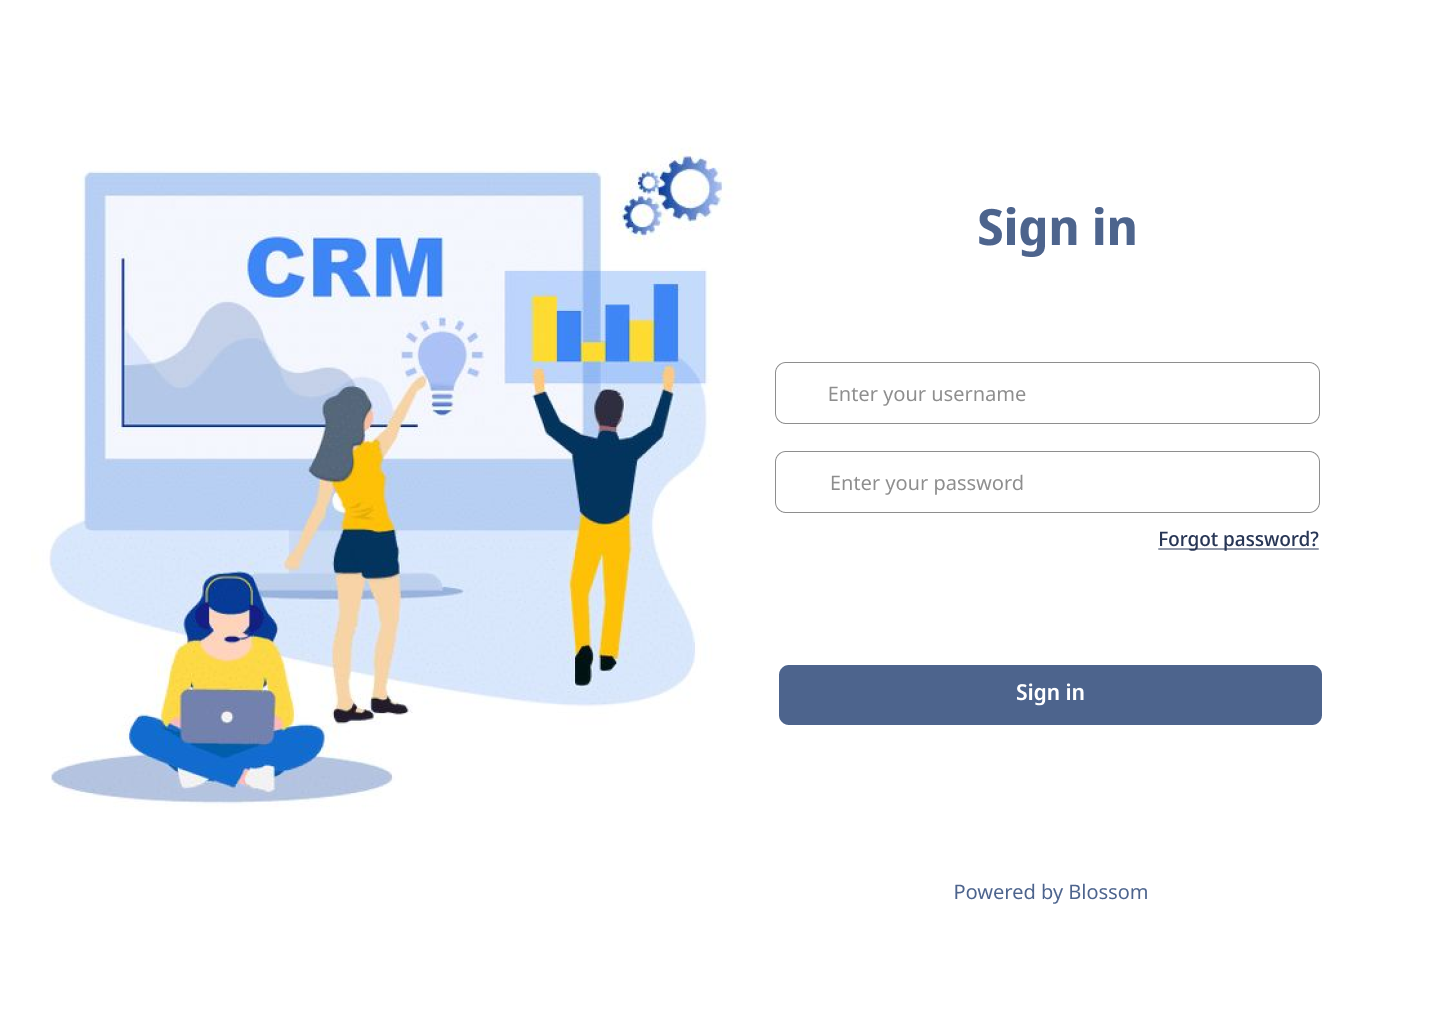 CRM
Sign in
Enter your username
Enter your password
Forgot password?
Sign in
Powered by Blossom